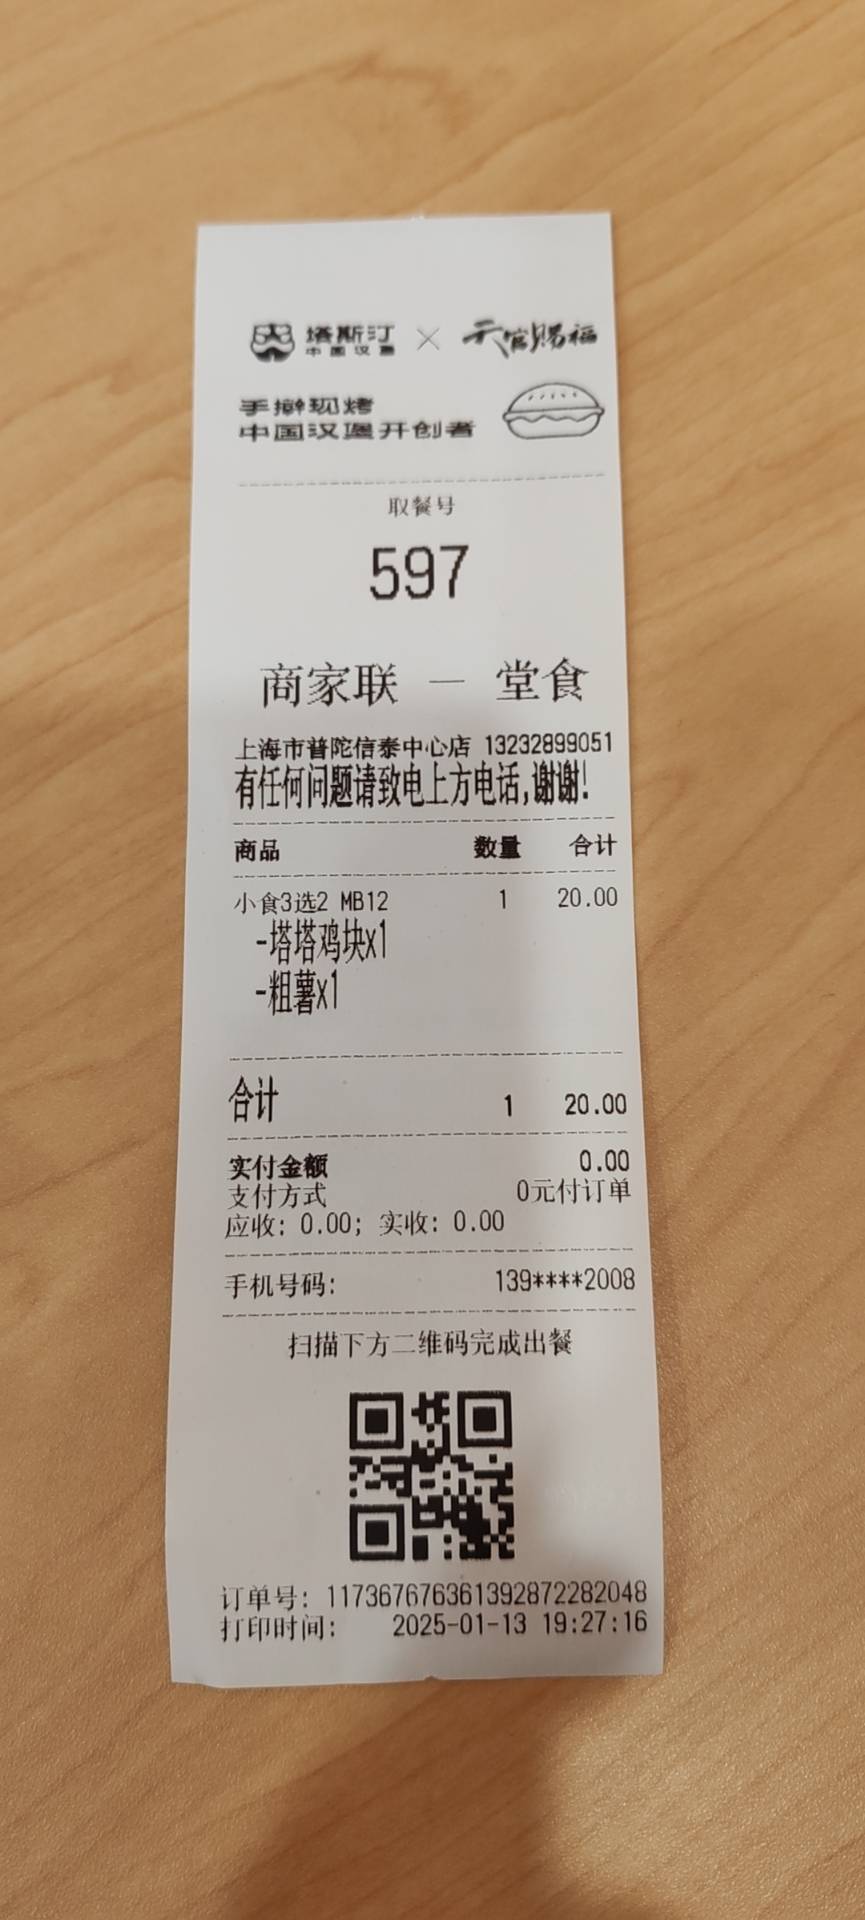 塔斯汀 × 天官赐福
中国汉堡
手擀现烤
中国汉堡开创者
取餐号
597
商家联 — 堂食
上海市普陀信泰中心店 13232899051
有任何问题请致电上方电话,谢谢!
商品 数量 合计
小食3选2 MB12 1 20.00
-塔塔鸡块x1
-粗薯x1
合计 1 20.00
实付金额 0.00
支付方式 0元付订单
应收: 0.00; 实收: 0.00
手机号码: 139****2008
扫描下方二维码完成出餐
订单号: 11736767636139287228​2048
打印时间: 2025-01-13 19:27:16